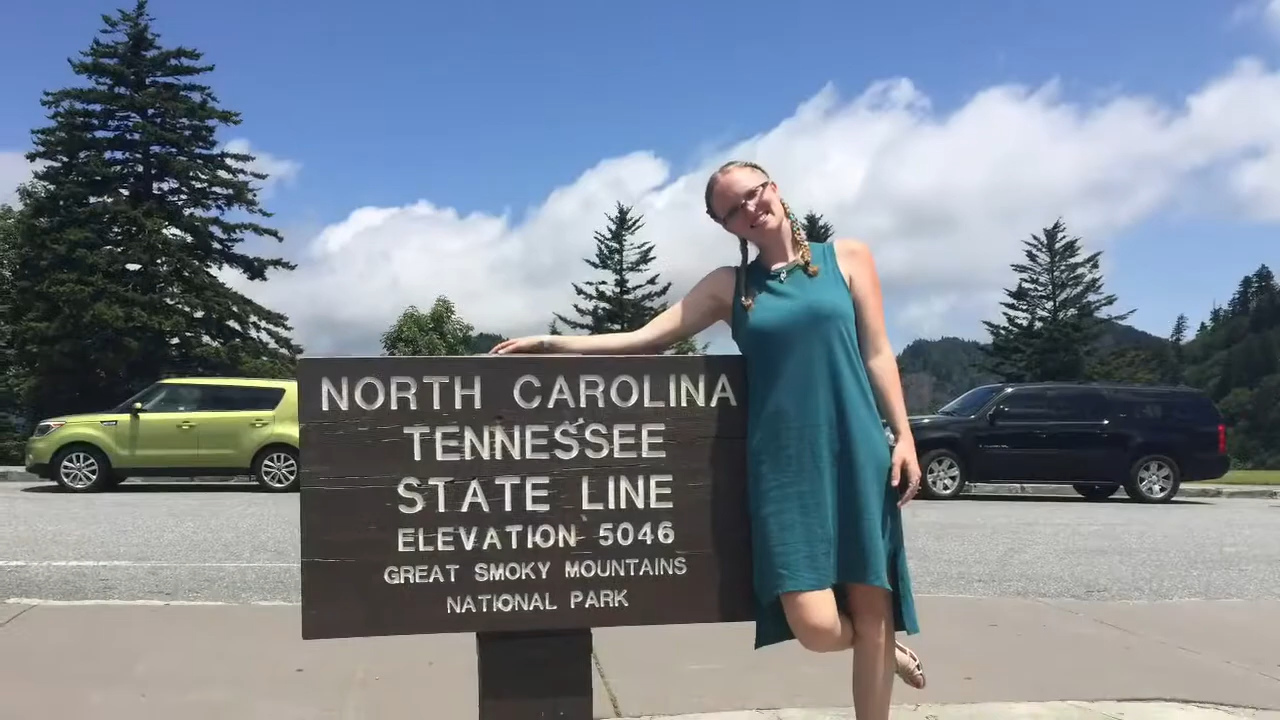 NORTH CAROLINA
TENNESSEE
STATE LINE
ELEVATION 5046
GREAT SMOKY MOUNTAINS
NATIONAL PARK